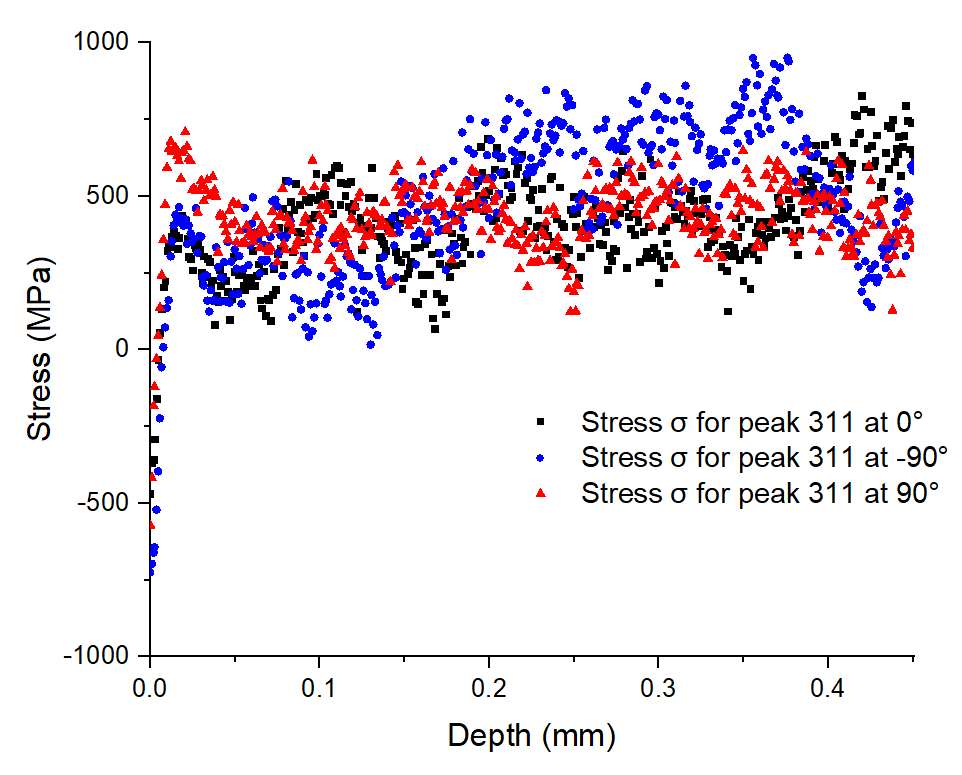 1000
500
0
-500
-1000
Stress (MPa)
Stress σ for peak 311 at 0°
Stress σ for peak 311 at -90°
Stress σ for peak 311 at 90°
0.0 0.1 0.2 0.3 0.4
Depth (mm)